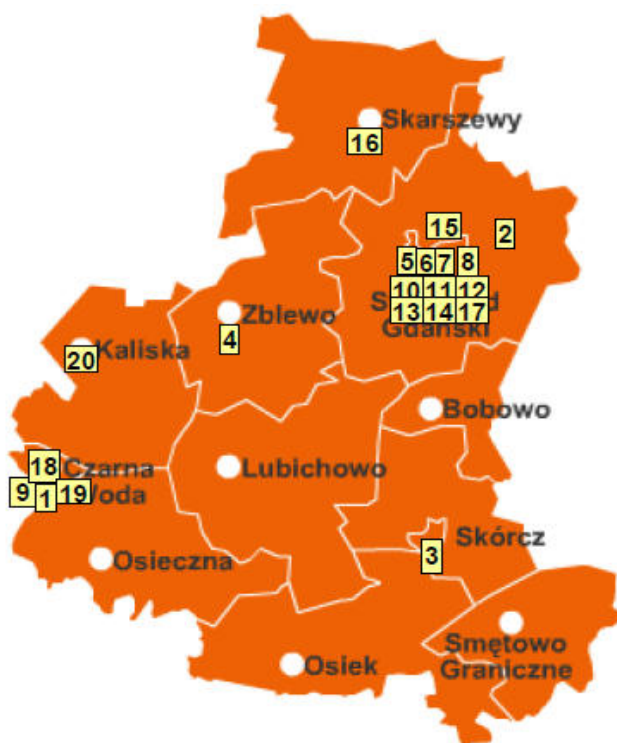 Skarszewy
16
15
2
5 6 7 8
10 11 12
13 14 17
Gdański
Zblewo
4
Kaliska
20
Bobowo
18
Czarna
9 1 19
Woda
Lubichowo
Skórcz
3
Osieczna
Smętowo
Graniczne
Osiek